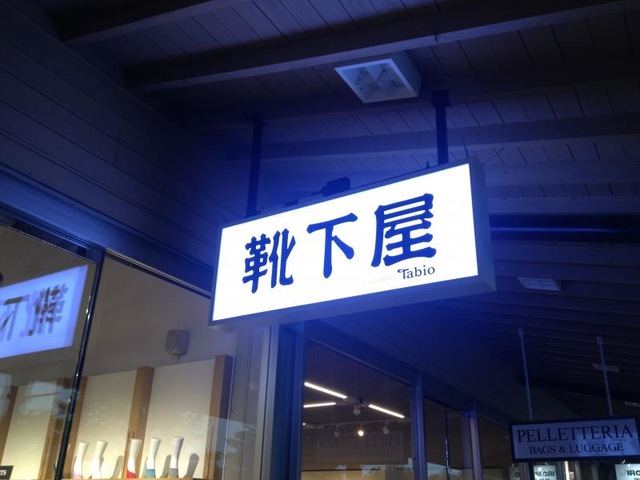 靴下屋
Tabio
PELLETTERIA
BAGS & LUGGAGE